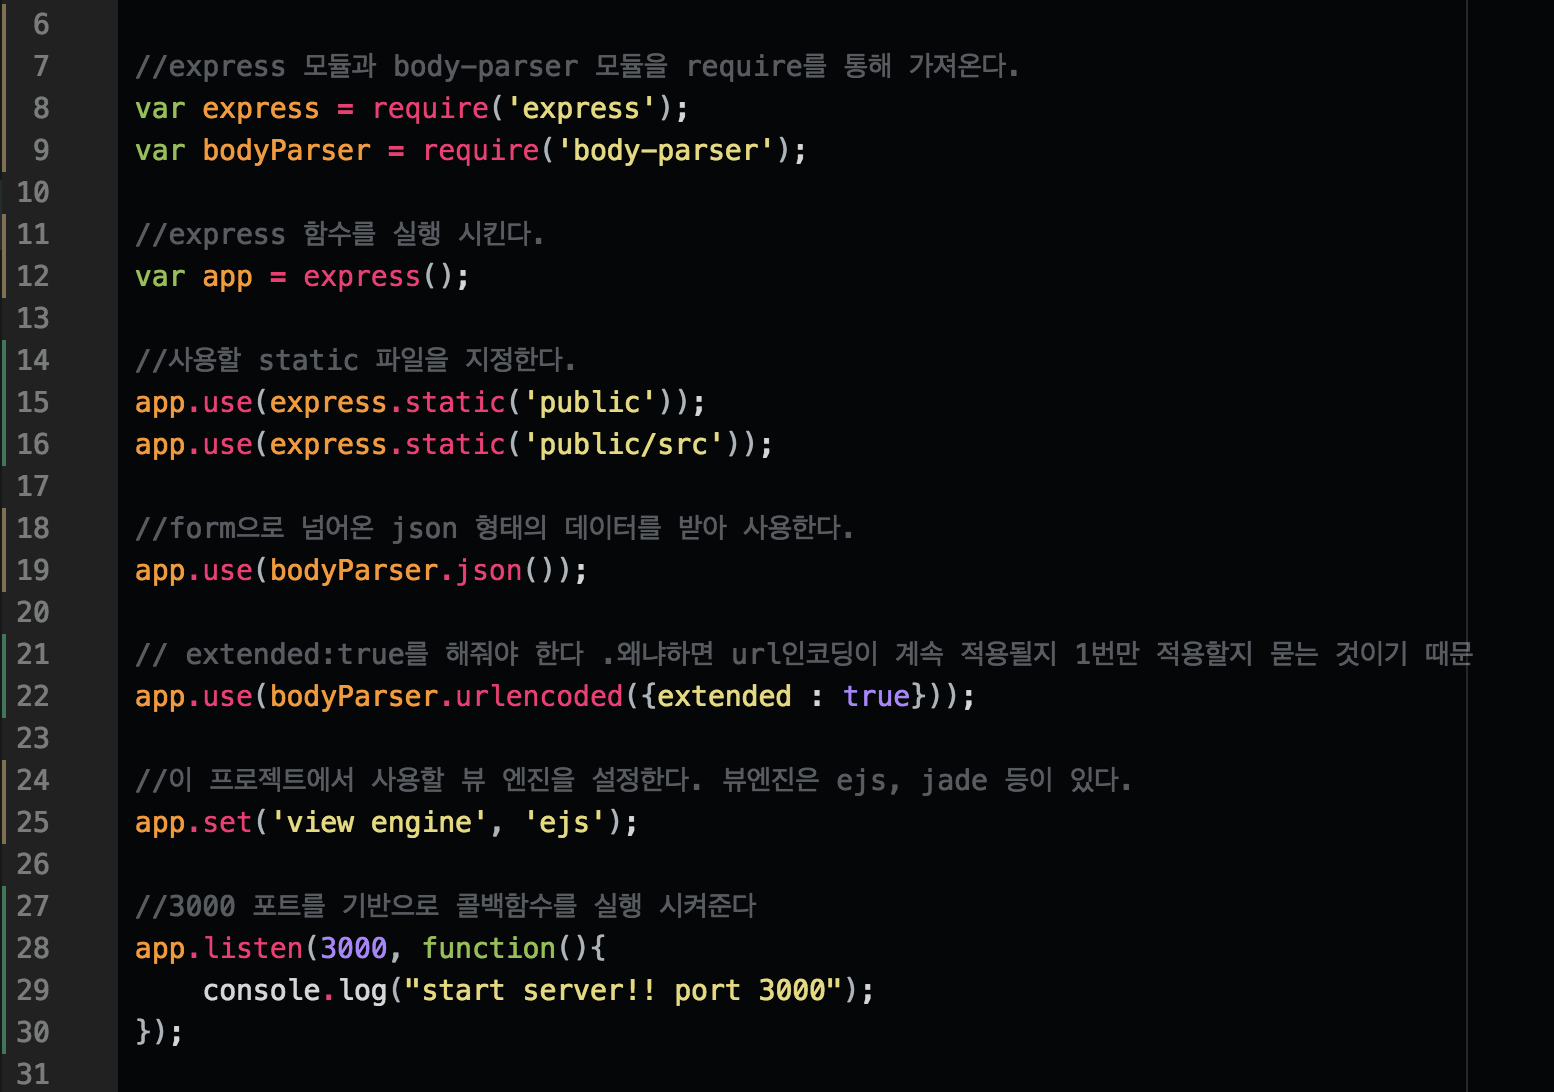 6
7 //express 모듈과 body-parser 모듈을 require를 통해 가져온다.
8 var express = require('express');
9 var bodyParser = require('body-parser');
10
11 //express 함수를 실행 시킨다.
12 var app = express();
13
14 //사용할 static 파일을 지정한다.
15 app.use(express.static('public'));
16 app.use(express.static('public/src'));
17
18 //form으로 넘어온 json 형태의 데이터를 받아 사용한다.
19 app.use(bodyParser.json());
20
21 // extended:true를 해줘야 한다 .왜냐하면 url인코딩이 계속 적용될지 1번만 적용할지 묻는 것이기 때문
22 app.use(bodyParser.urlencoded({extended : true}));
23
24 //이 프로젝트에서 사용할 뷰 엔진을 설정한다. 뷰엔진은 ejs, jade 등이 있다.
25 app.set('view engine', 'ejs');
26
27 //3000 포트를 기반으로 콜백함수를 실행 시켜준다
28 app.listen(3000, function(){
29     console.log("start server!! port 3000");
30 });
31